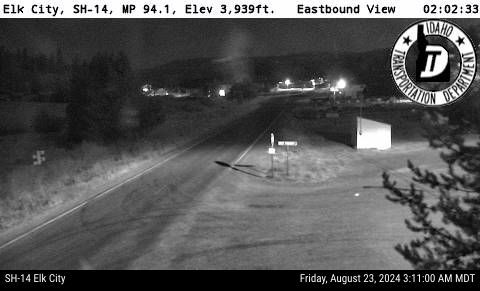 Elk City, SH-14, MP 94.1, Elev 3,939ft. Eastbound View 02:02:33
IDAHO
TRANSPORTATION DEPARTMENT
SH-14 Elk City Friday, August 23, 2024 3:11:00 AM MDT